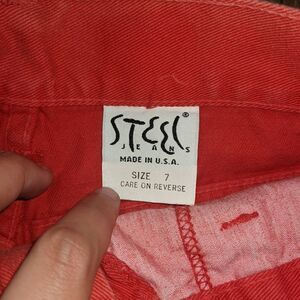 STEEL®
JEANS
MADE IN U.S.A.
SIZE 7
CARE ON REVERSE